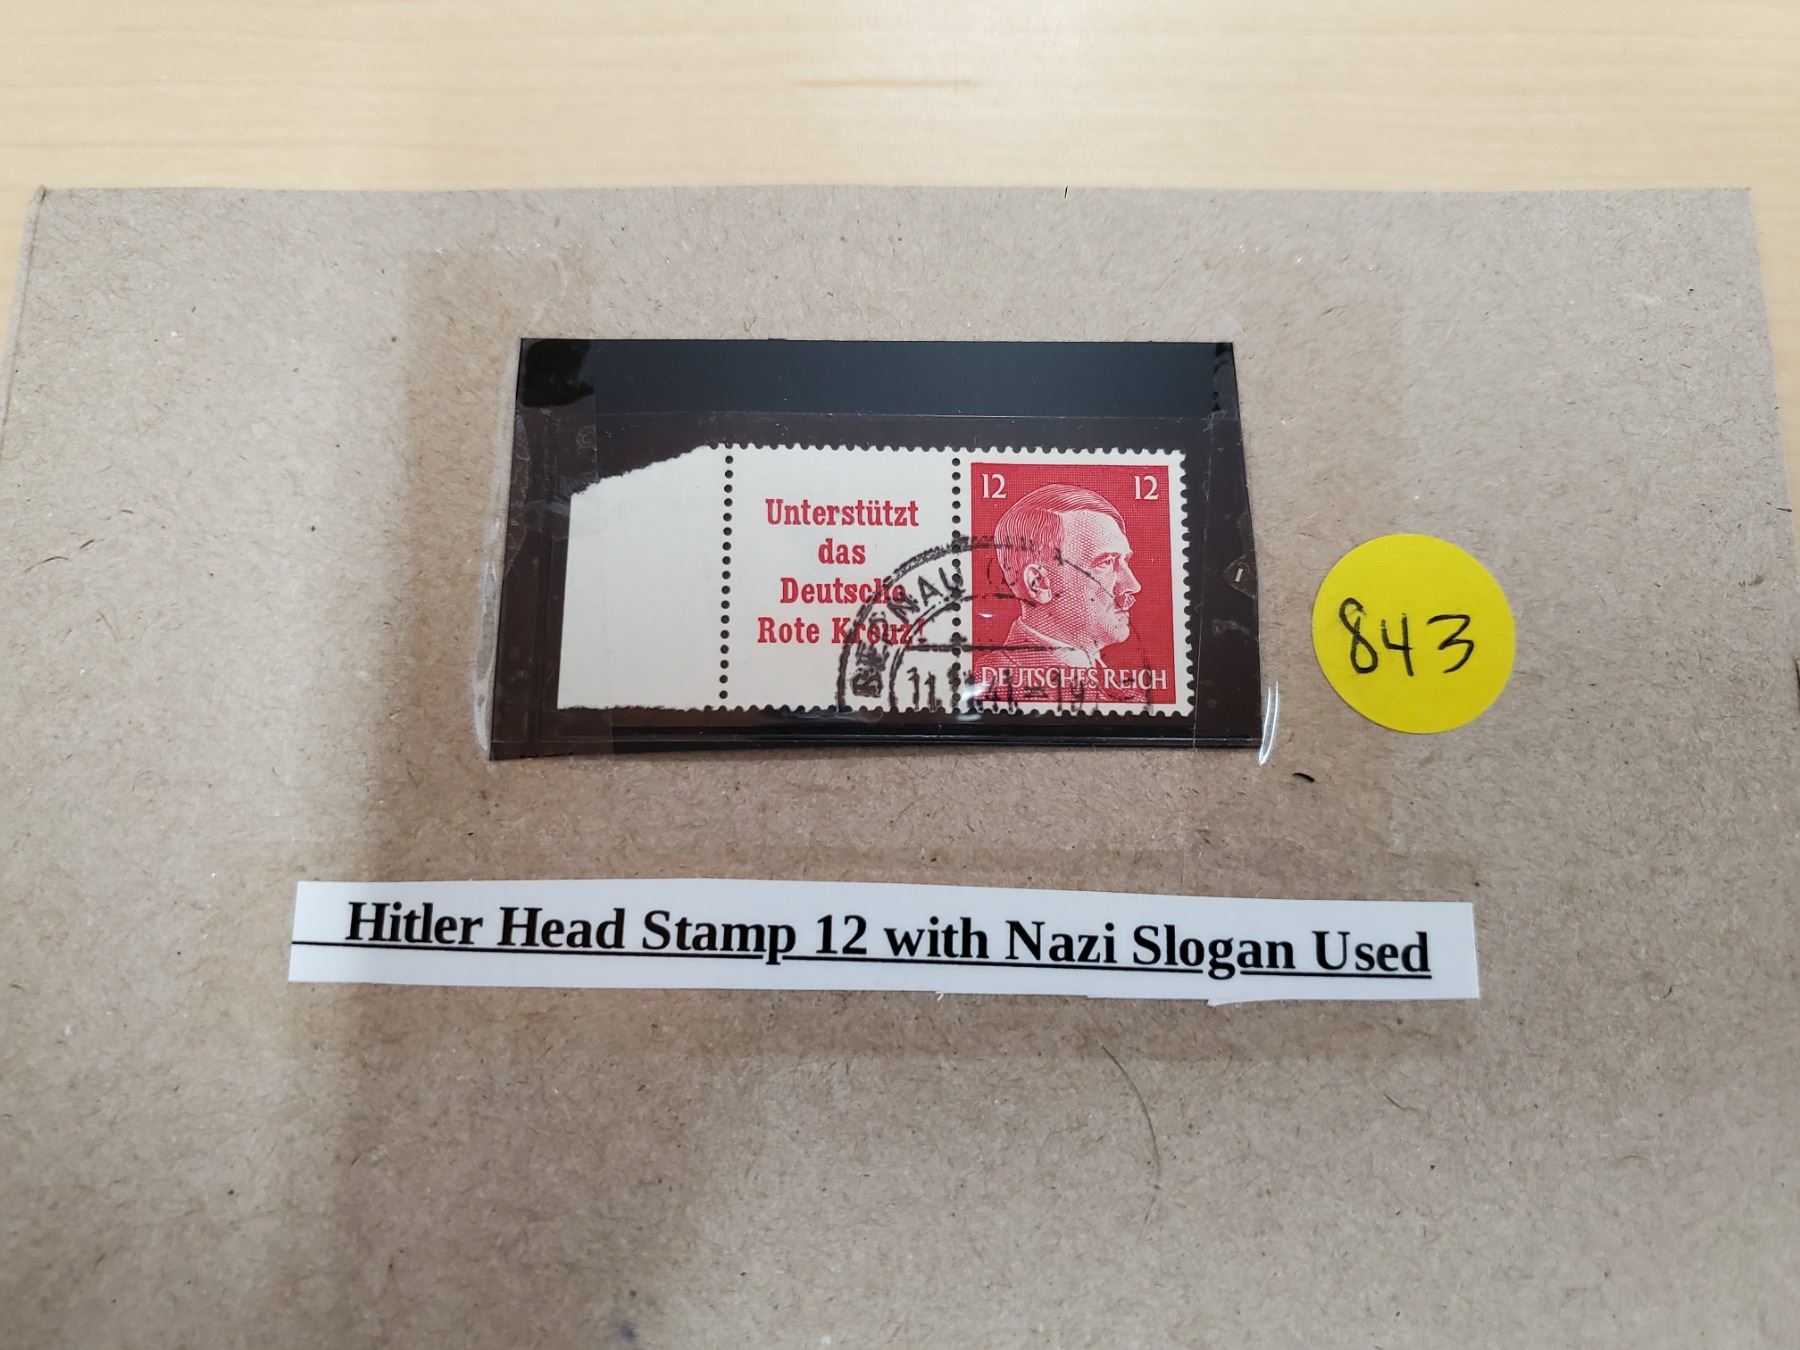 Unterstützt
das
Deutsche
Rote Kreuz!
12 12
DEUTSCHES REICH
843
Hitler Head Stamp 12 with Nazi Slogan Used